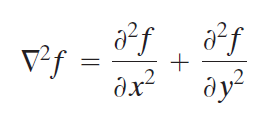 ∇²f = ∂²f/∂x² + ∂²f/∂y²